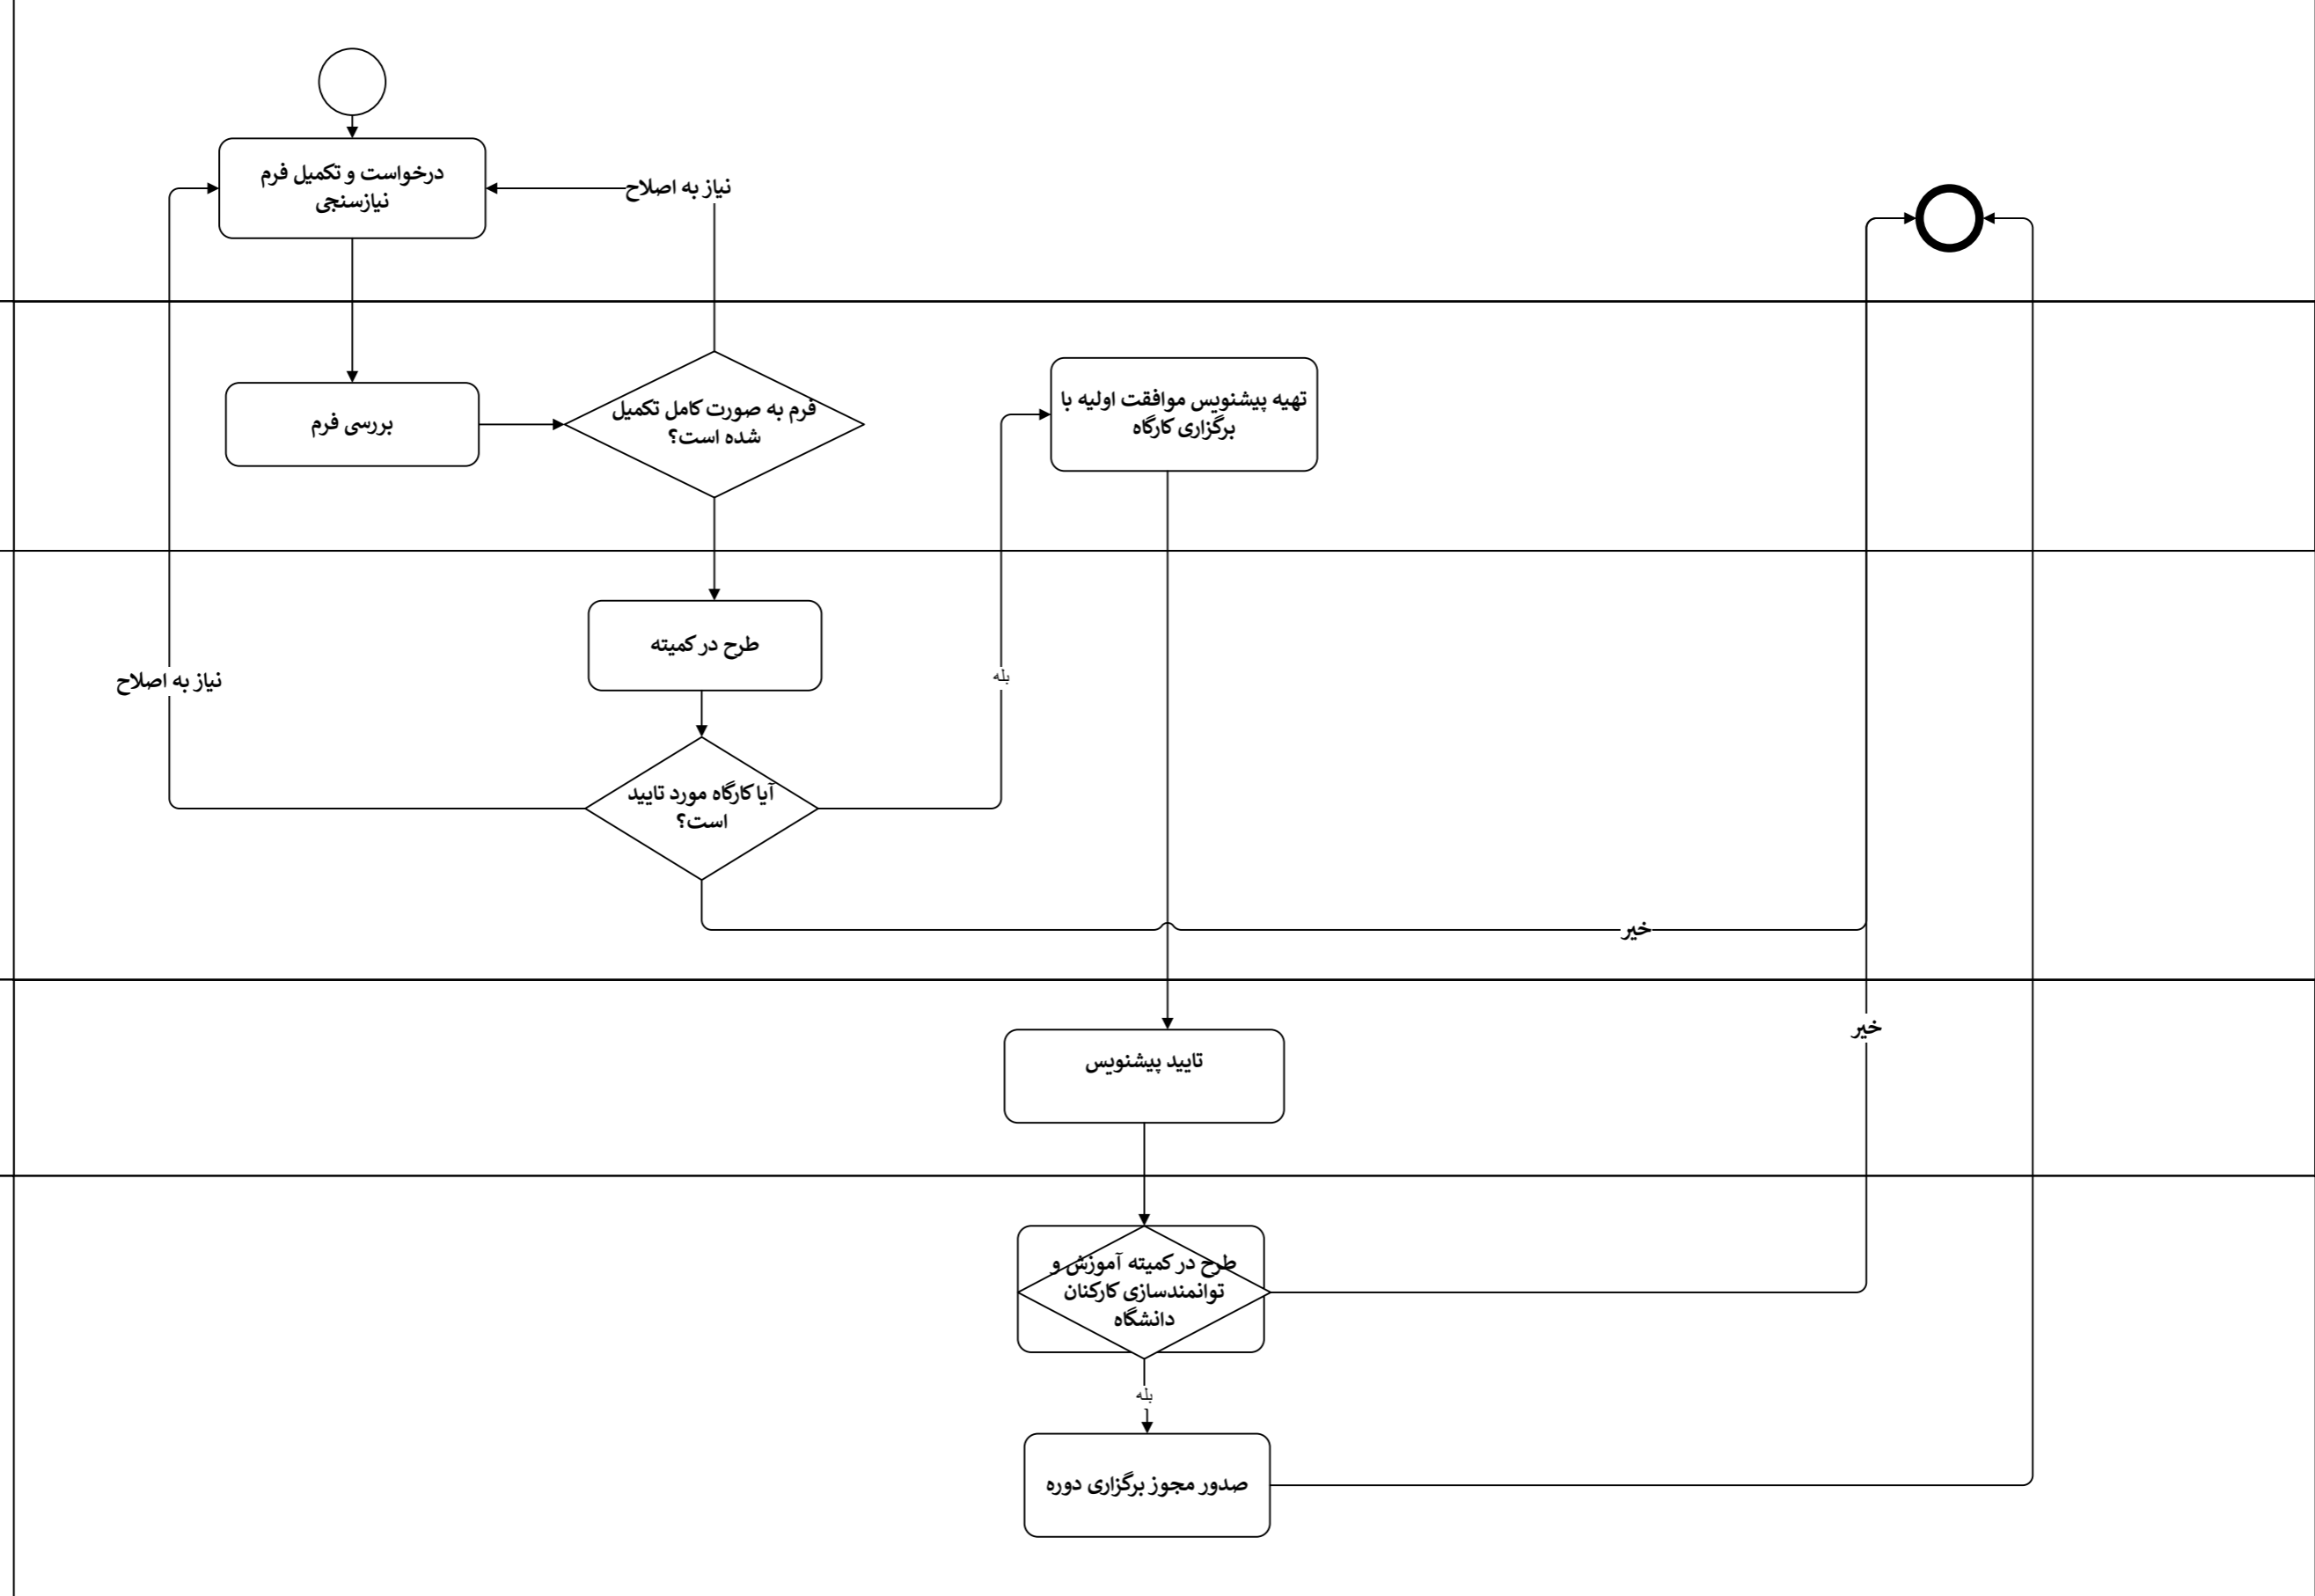 درخواست و تکمیل فرم
نیازسنجی
نیاز به اصلاح
بررسی فرم
فرم به صورت کامل تکمیل
شده است؟
تهیه پیشنویس موافقت اولیه با
برگزاری کارگاه
طرح در کمیته
نیاز به اصلاح
بله
آیا کارگاه مورد تایید
است؟
خیر
خیر
تایید پیشنویس
طرح در کمیته آموزش و
توانمندسازی کارکنان
دانشگاه
بله
صدور مجوز برگزاری دوره